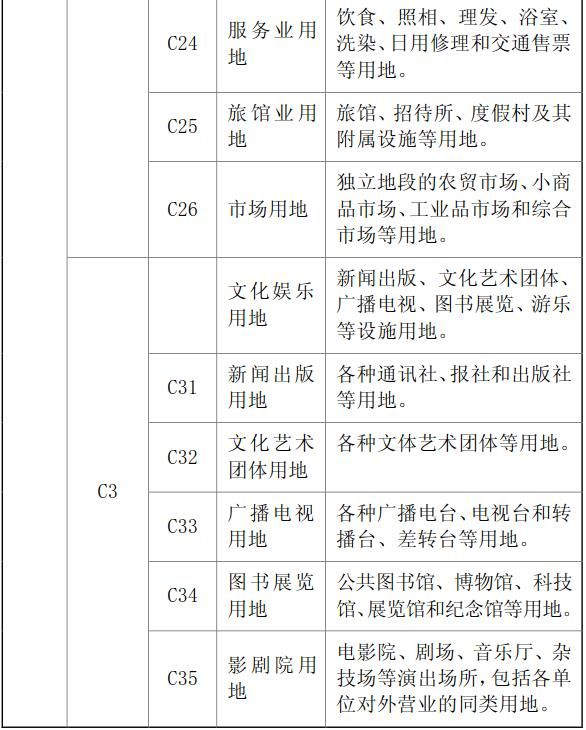 C24
服务业用
地
饮食、照相、理发、浴室、
洗染、日用修理和交通售票
等用地。
C25
旅馆业用
地
旅馆、招待所、度假村及其
附属设施等用地。
C26
市场用地
独立地段的农贸市场、小商
品市场、工业品市场和综合
市场等用地。
C3
文化娱乐
用地
新闻出版、文化艺术团体、
广播电视、图书展览、游乐
等设施用地。
C31
新闻出版
用地
各种通讯社、报社和出版社
等用地。
C32
文化艺术
团体用地
各种文体艺术团体等用地。
C33
广播电视
用地
各种广播电台、电视台和转
播台、差转台等用地。
C34
图书展览
用地
公共图书馆、博物馆、科技
馆、展览馆和纪念馆等用地。
C35
影剧院用
地
电影院、剧场、音乐厅、杂
技场等演出场所，包括各单
位对外营业的同类用地。